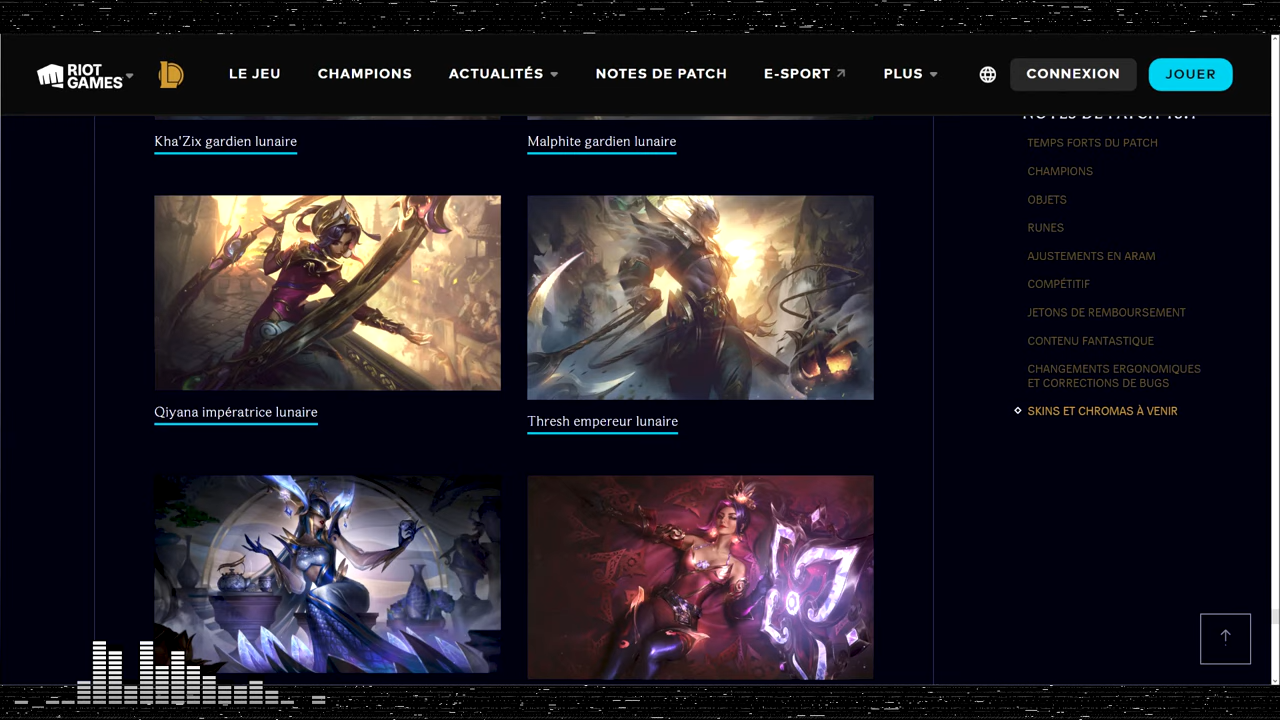 RIOT
GAMES
LE JEU
CHAMPIONS
ACTUALITÉS
NOTES DE PATCH
E-SPORT
PLUS
CONNEXION
JOUER
Kha'Zix gardien lunaire
Malphite gardien lunaire
Qiyana impératrice lunaire
Thresh empereur lunaire
TEMPS FORTS DU PATCH
CHAMPIONS
OBJETS
RUNES
AJUSTEMENTS EN ARAM
COMPÉTITIF
JETONS DE REMBOURSEMENT
CONTENU FANTASTIQUE
CHANGEMENTS ERGONOMIQUES
ET CORRECTIONS DE BUGS
SKINS ET CHROMAS À VENIR